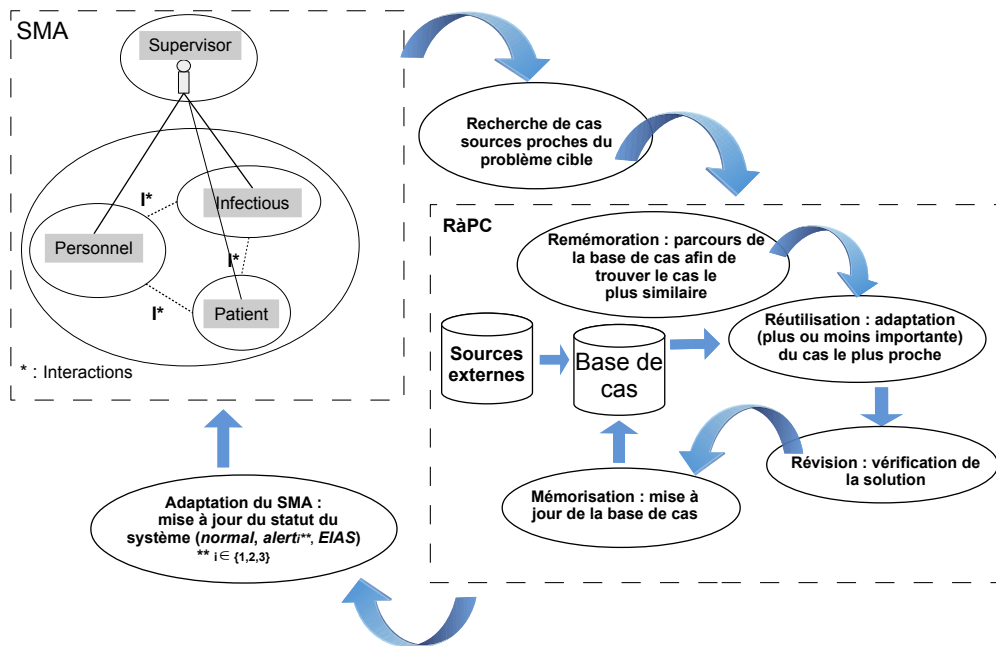 SMA
Supervisor
I*
Infectious
Personnel
I*
I*
Patient
* : Interactions
Recherche de cas
sources proches du
problème cible
RàPC
Remémoration : parcours de
la base de cas afin de
trouver le cas le
plus similaire
Réutilisation : adaptation
(plus ou moins importante)
du cas le plus proche
Sources
externes
Base de
cas
Révision : vérification de
la solution
Mémorisation : mise à
jour de la base de cas
Adaptation du SMA :
mise à jour du statut du
système (normal, alerti**, EIAS)
** i ∈ {1,2,3}